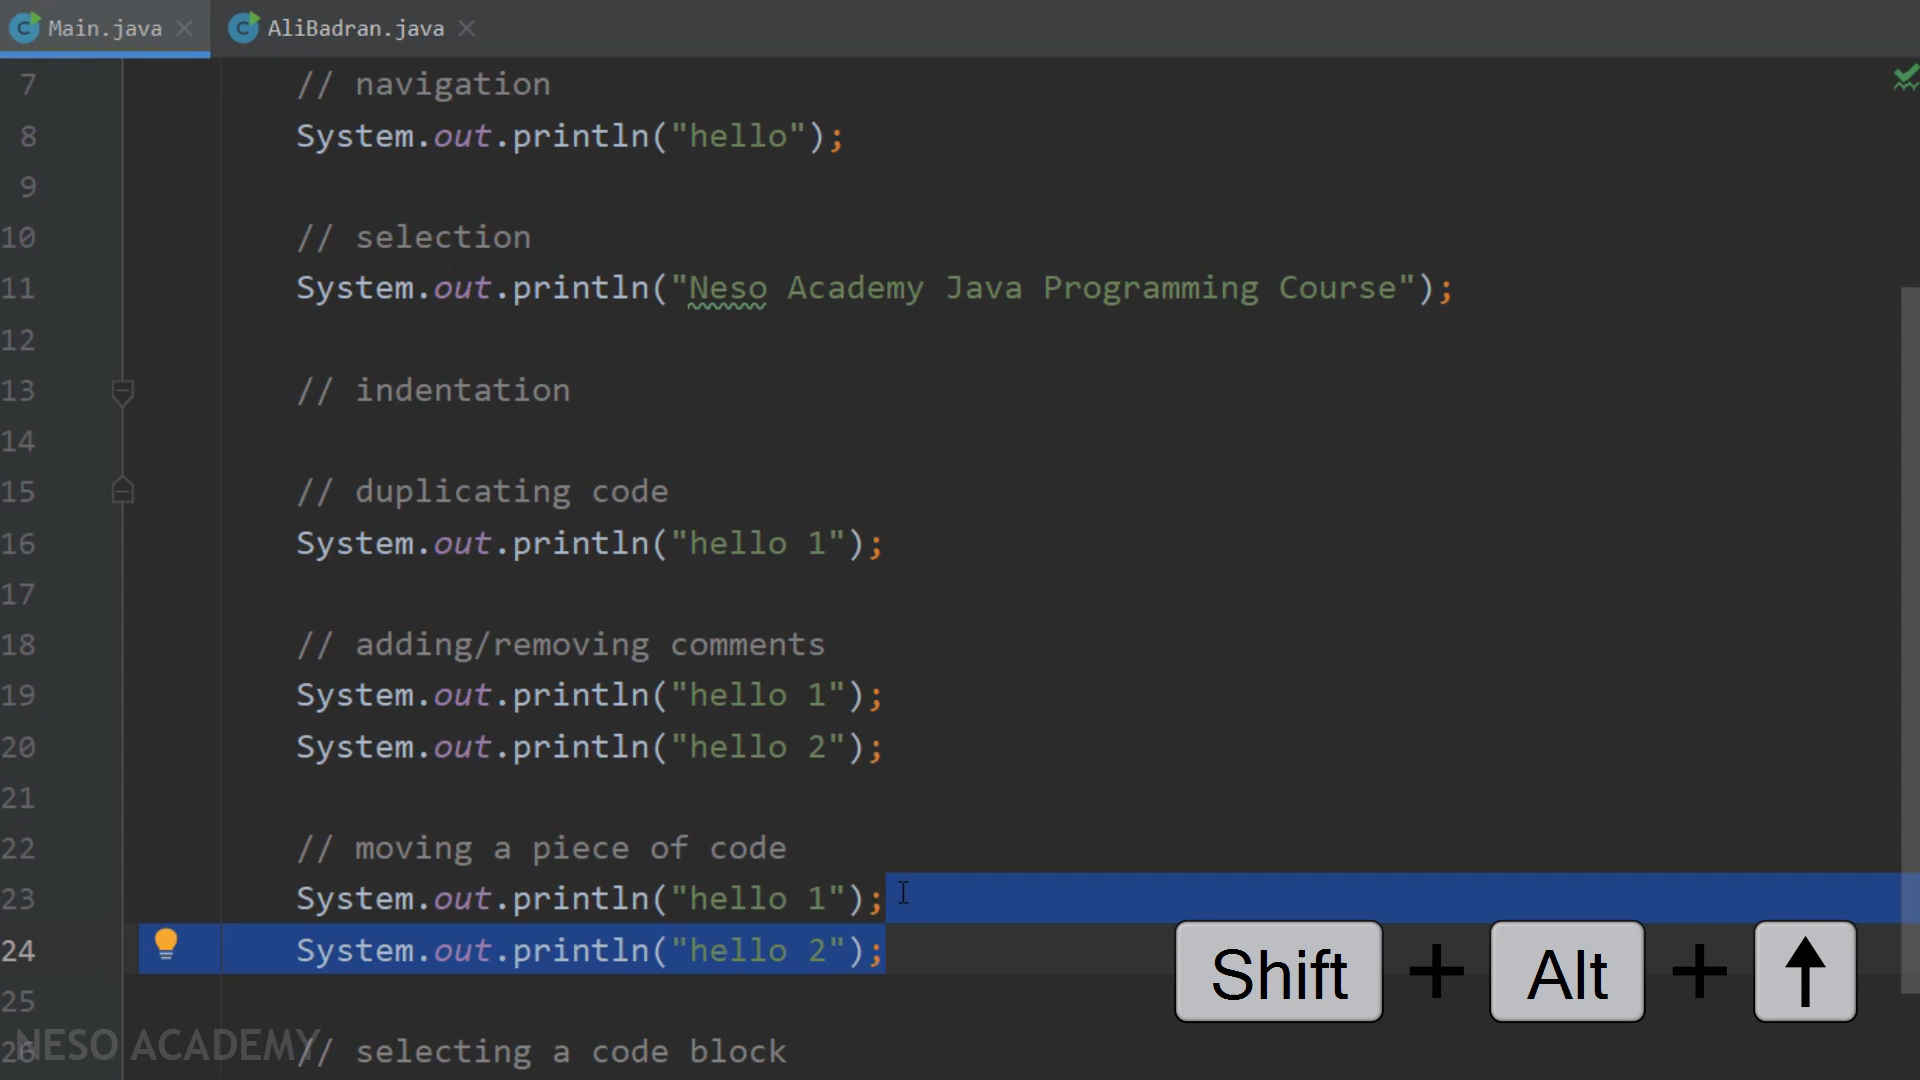 Main.java
AliBadran.java
7 // navigation
8 System.out.println("hello");
9
10 // selection
11 System.out.println("Neso Academy Java Programming Course");
12
13 // indentation
14
15 // duplicating code
16 System.out.println("hello 1");
17
18 // adding/removing comments
19 System.out.println("hello 1");
20 System.out.println("hello 2");
21
22 // moving a piece of code
23 System.out.println("hello 1");
24 System.out.println("hello 2");
Shift + Alt + ↑
25
NESO ACADEMY
26 // selecting a code block